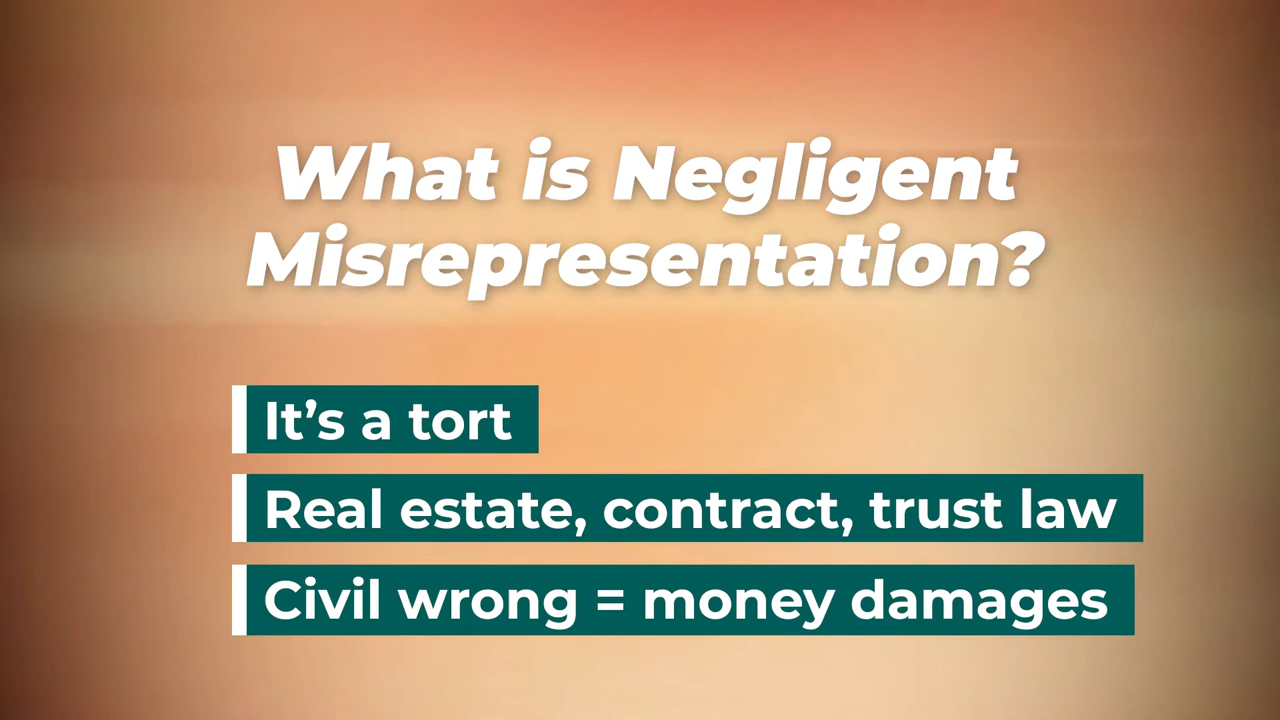 What is Negligent
Misrepresentation?
It’s a tort
Real estate, contract, trust law
Civil wrong = money damages